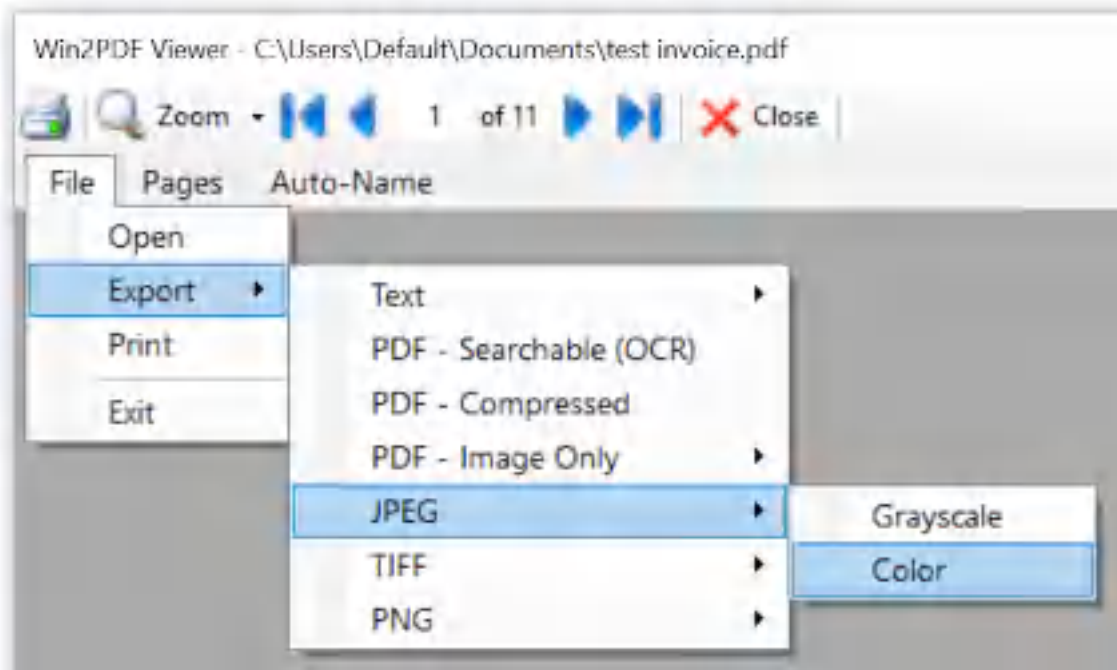 Win2PDF Viewer - C:\Users\Default\Documents\test invoice.pdf
Zoom 1 of 11 Close
File Pages Auto-Name
Open
Export
Print
Exit
Text
PDF - Searchable (OCR)
PDF - Compressed
PDF - Image Only
JPEG
TIFF
PNG
Grayscale
Color